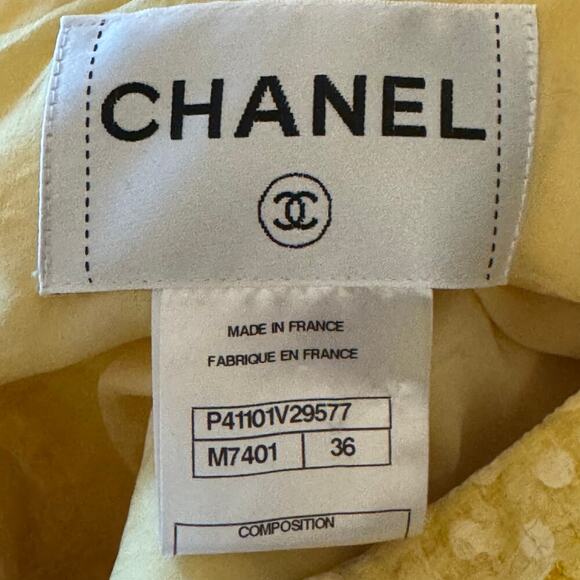 CHANEL
MADE IN FRANCE
FABRIQUE EN FRANCE
P41101V29577
M7401 36
COMPOSITION